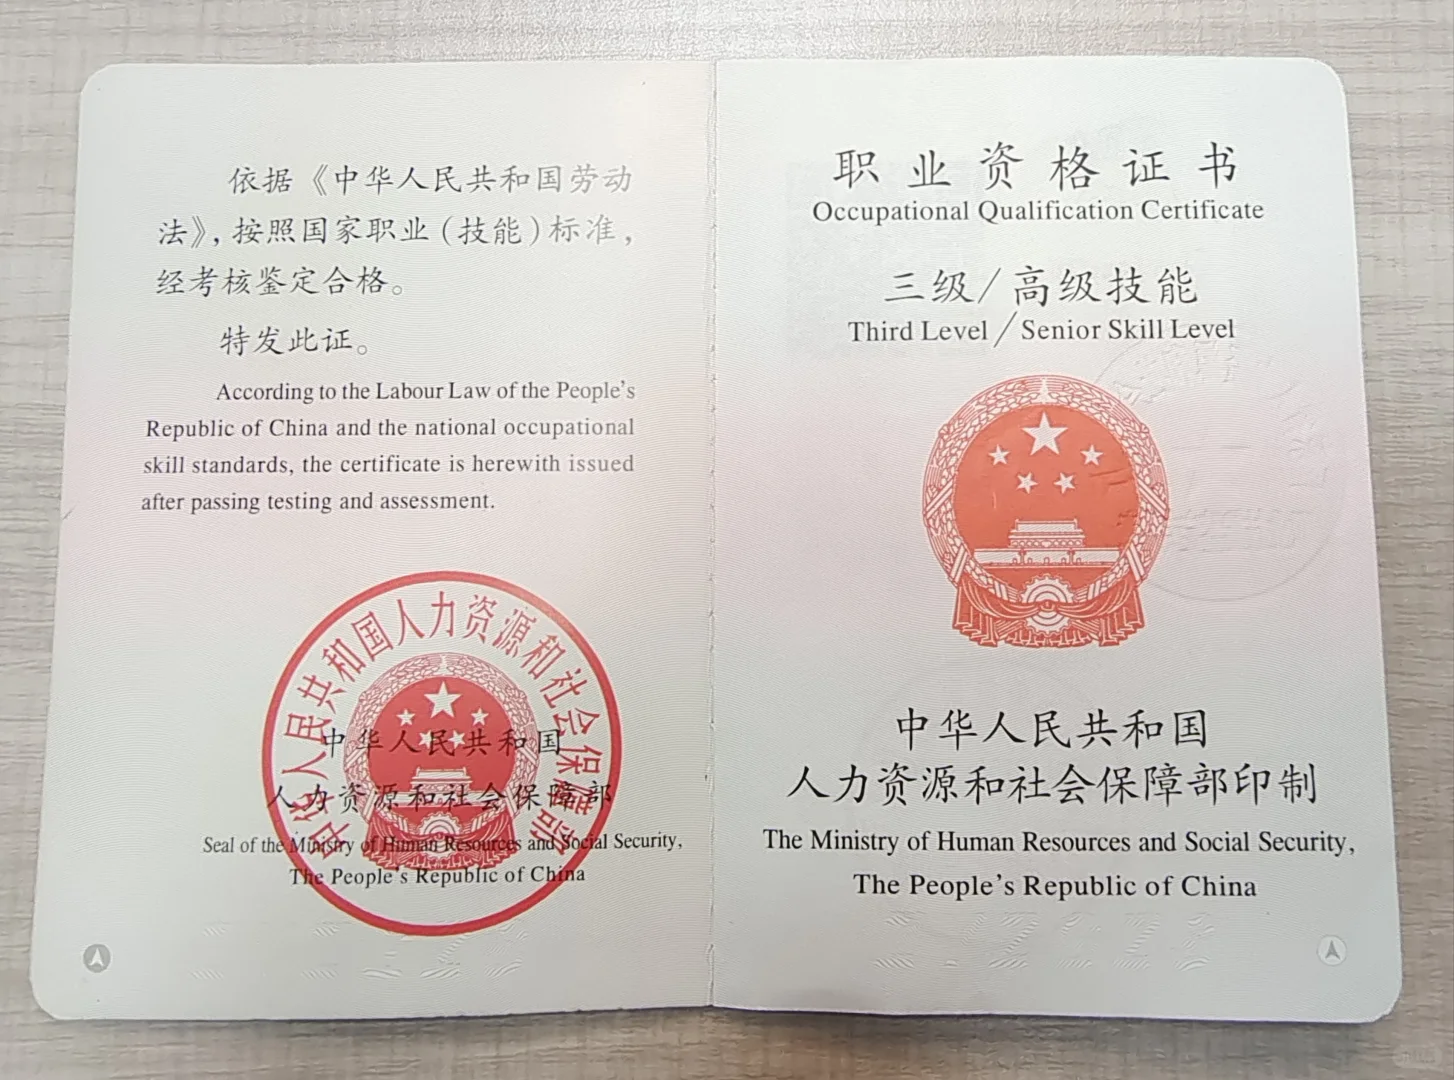 依据《中华人民共和国劳动
法》，按照国家职业（技能）标准，
经考核鉴定合格。
特发此证。
According to the Labour Law of the People's
Republic of China and the national occupational
skill standards, the certificate is herewith issued
after passing testing and assessment.
中华人民共和国人力资源和社会保障部
中华人民共和国
人力资源和社会保障部
Seal of the Ministry of Human Resources and Social Security,
The People's Republic of China
职业资格证书
Occupational Qualification Certificate
三级/高级技能
Third Level/Senior Skill Level
中华人民共和国
人力资源和社会保障部印制
The Ministry of Human Resources and Social Security,
The People's Republic of China